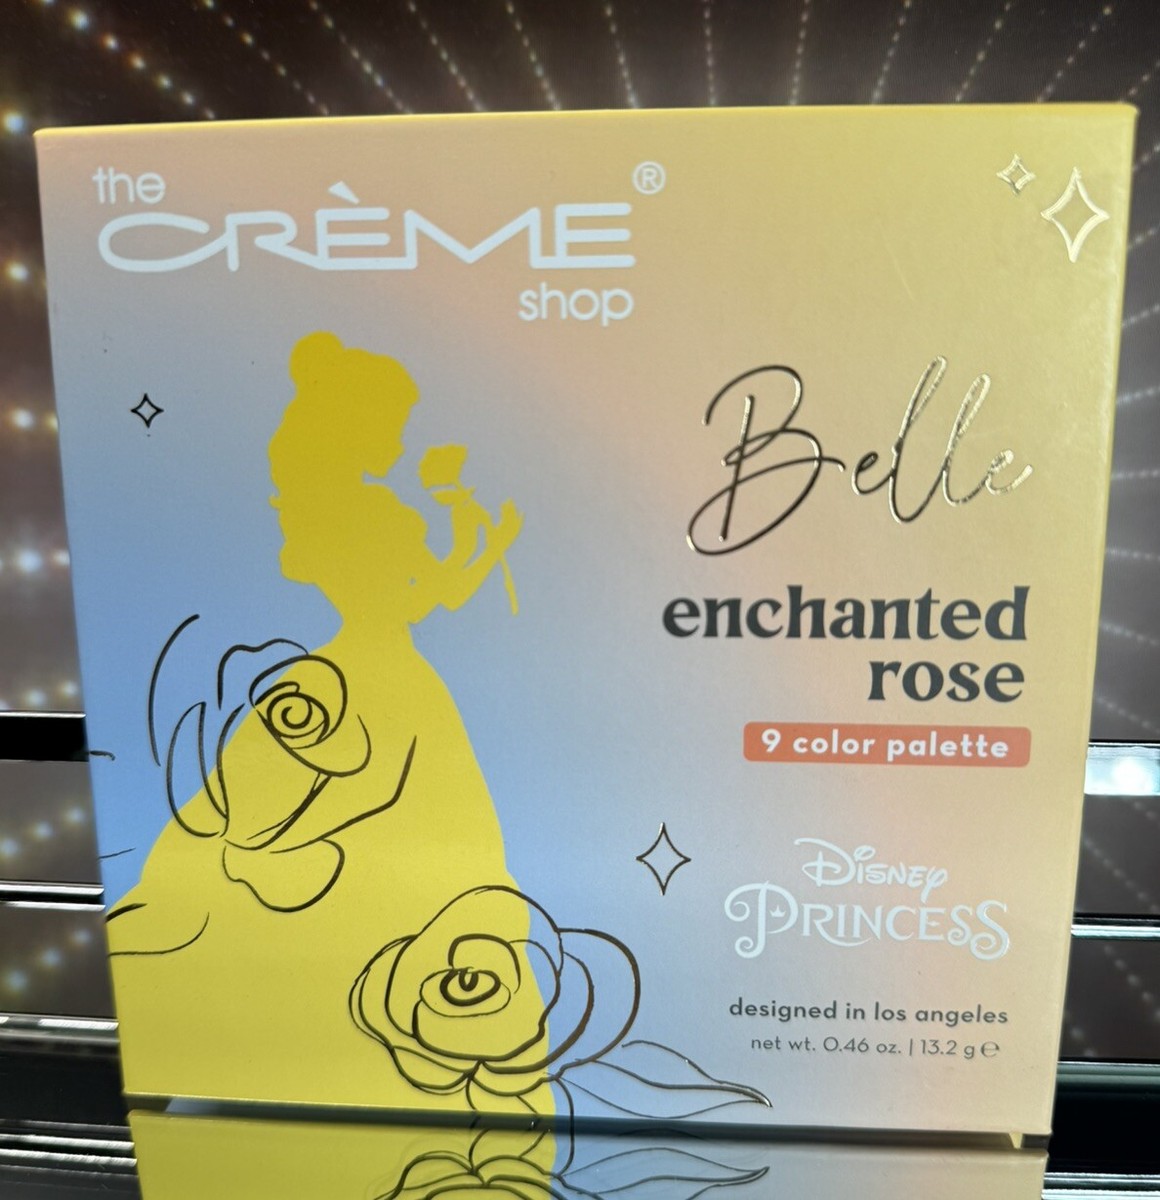 the
CRÈME®
shop
Belle
enchanted
rose
9 color palette
Disney
PRINCESS
designed in los angeles
net wt. 0.46 oz. | 13.2 g ℮